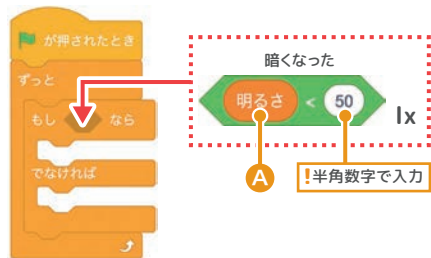 が押されたとき
ずっと
もし なら
でなければ
暗くなった
明るさ < 50
lx
A
!半角数字で入力